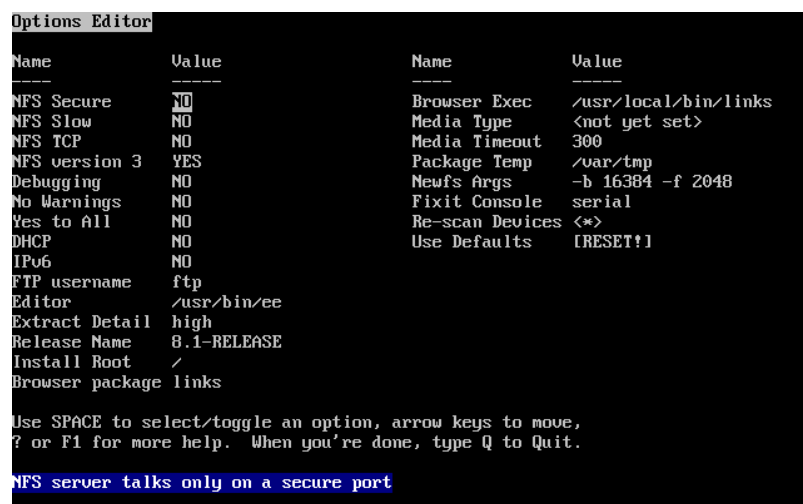 Options Editor
Name Value Name Value
---- ----- ---- -----
NFS Secure NO Browser Exec /usr/local/bin/links
NFS Slow NO Media Type <not yet set>
NFS TCP NO Media Timeout 300
NFS version 3 YES Package Temp /var/tmp
Debugging NO Newfs Args -b 16384 -f 2048
No Warnings NO Fixit Console serial
Yes to All NO Re-scan Devices <*>
DHCP NO Use Defaults [RESET!]
IPv6 NO
FTP username ftp
Editor /usr/bin/ee
Extract Detail high
Release Name 8.1-RELEASE
Install Root /
Browser package links
Use SPACE to select/toggle an option, arrow keys to move,
? or F1 for more help. When you're done, type Q to Quit.
NFS server talks only on a secure port